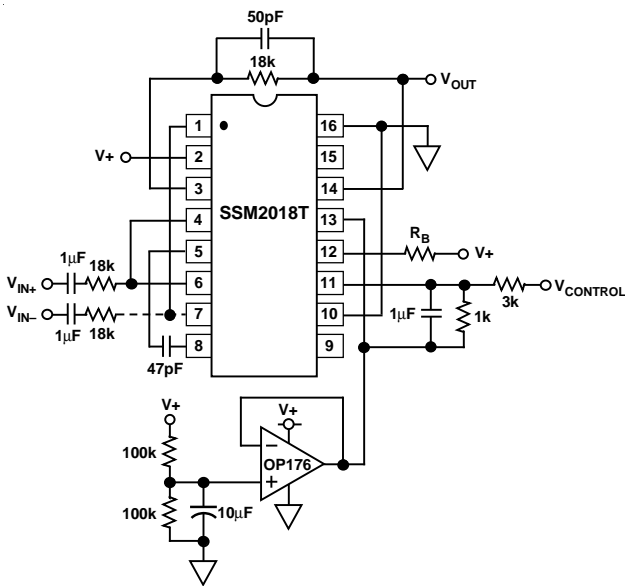 50pF
18k
V_OUT
1
16
V+
2
15
3
14
SSM2018T
4
13
R_B
5
12
V+
1μF
18k
V_IN+
6
11
V_CONTROL
3k
V_IN–
7
10
1μF
1k
1μF
18k
8
9
47pF
V+
V+
100k
–
OP176
+
100k
10μF